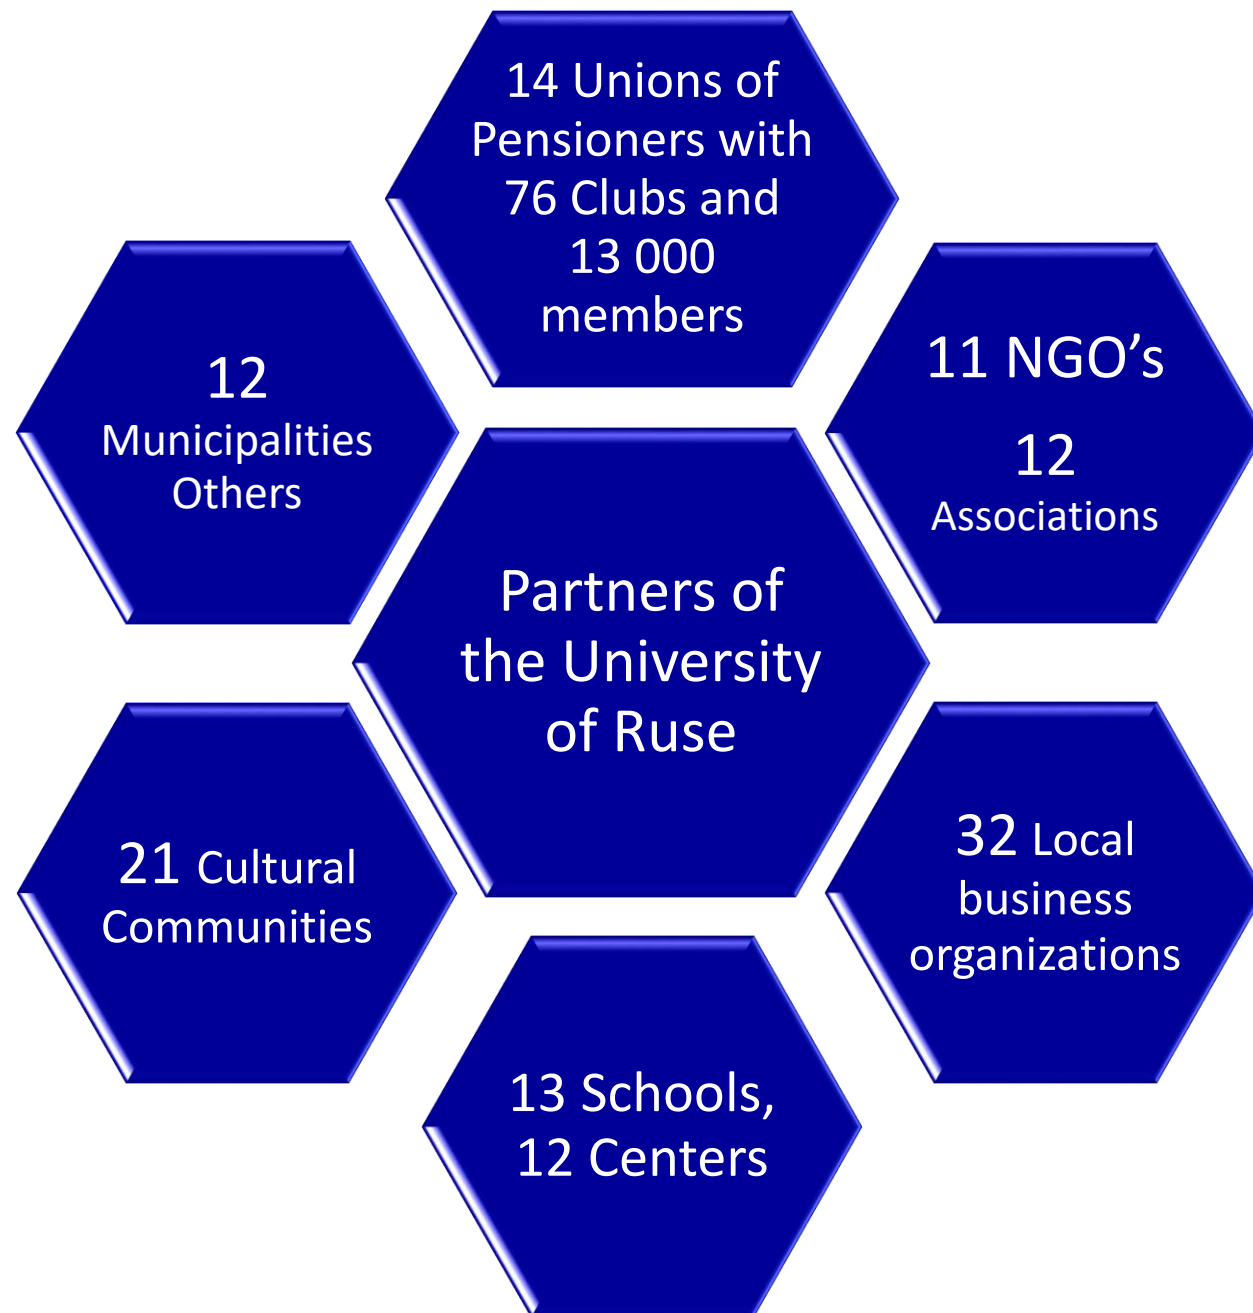 14 Unions of
Pensioners with
76 Clubs and
13 000
members
12
Municipalities
Others
11 NGO’s
12
Associations
Partners of
the University
of Ruse
21 Cultural
Communities
32 Local
business
organizations
13 Schools,
12 Centers